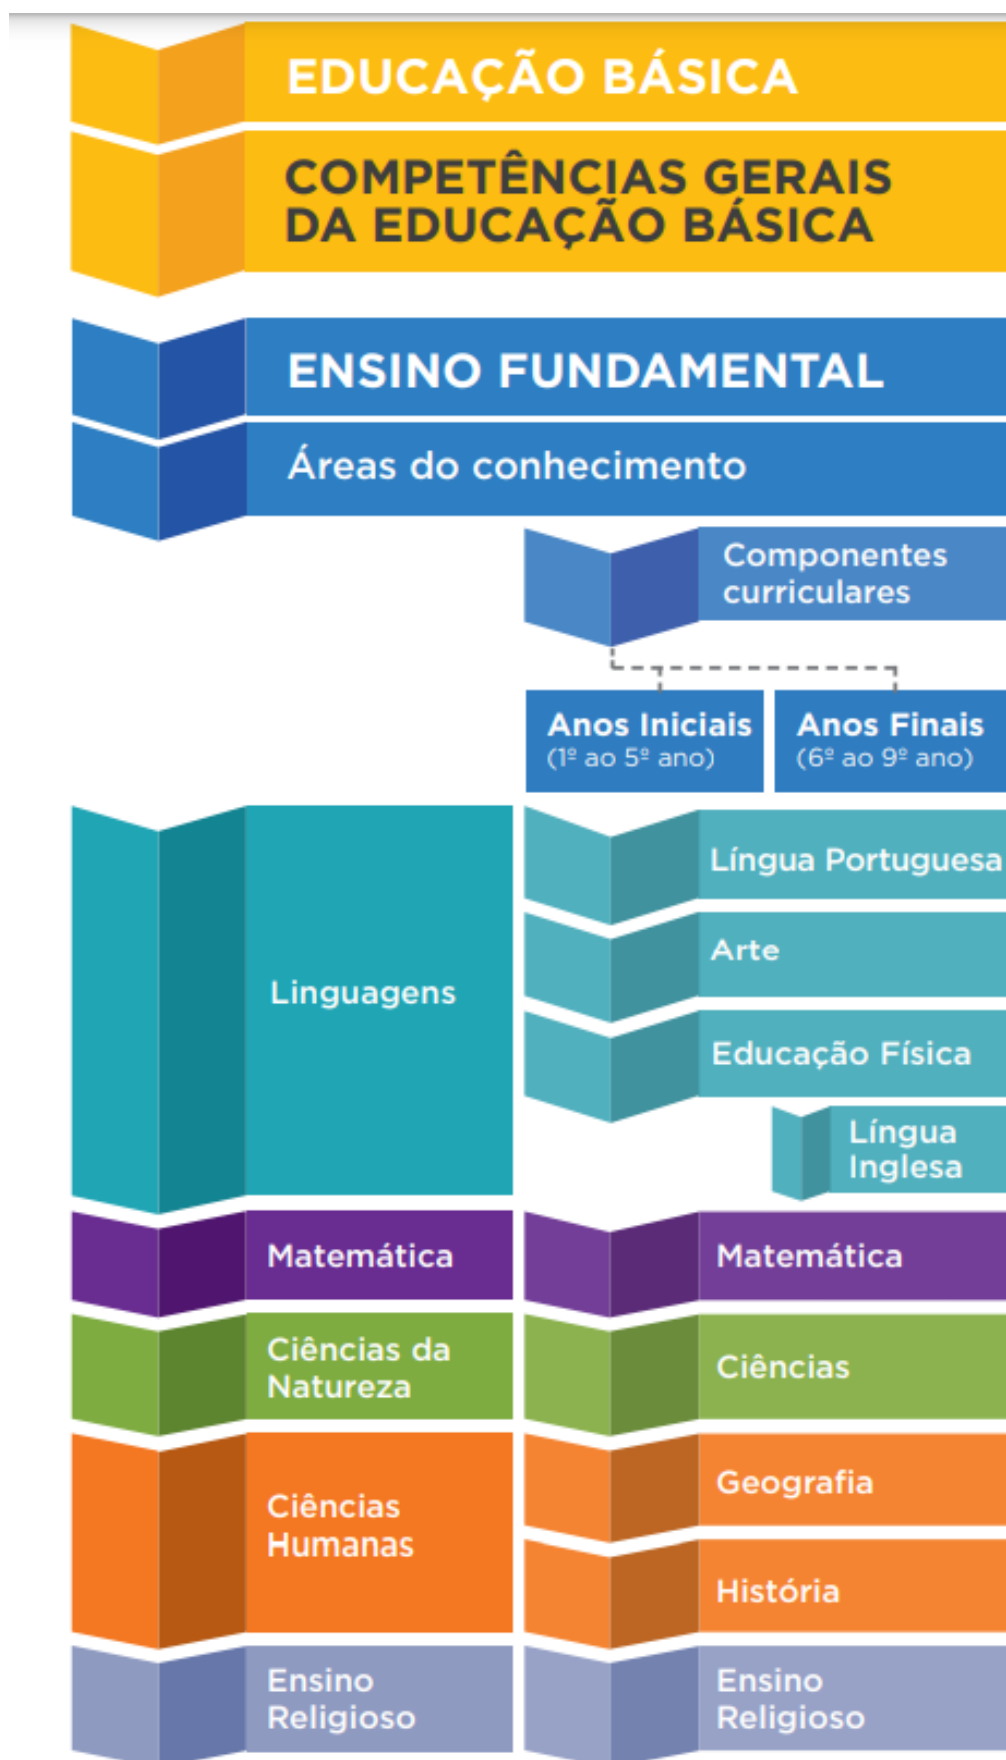 EDUCAÇÃO BÁSICA
COMPETÊNCIAS GERAIS
DA EDUCAÇÃO BÁSICA
ENSINO FUNDAMENTAL
Áreas do conhecimento
Componentes
curriculares
Anos Iniciais
(1º ao 5º ano)
Anos Finais
(6º ao 9º ano)
Linguagens
Língua Portuguesa
Arte
Educação Física
Língua
Inglesa
Matemática
Matemática
Ciências da
Natureza
Ciências
Ciências
Humanas
Geografia
História
Ensino
Religioso
Ensino
Religioso